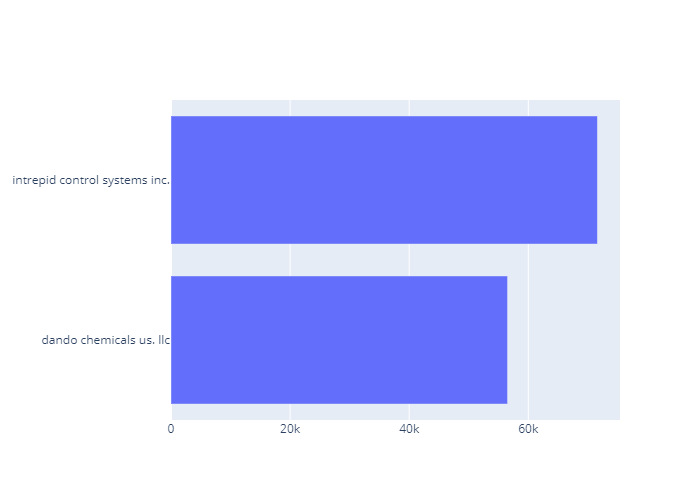 intrepid control systems inc.
dando chemicals us. llc
0 20k 40k 60k